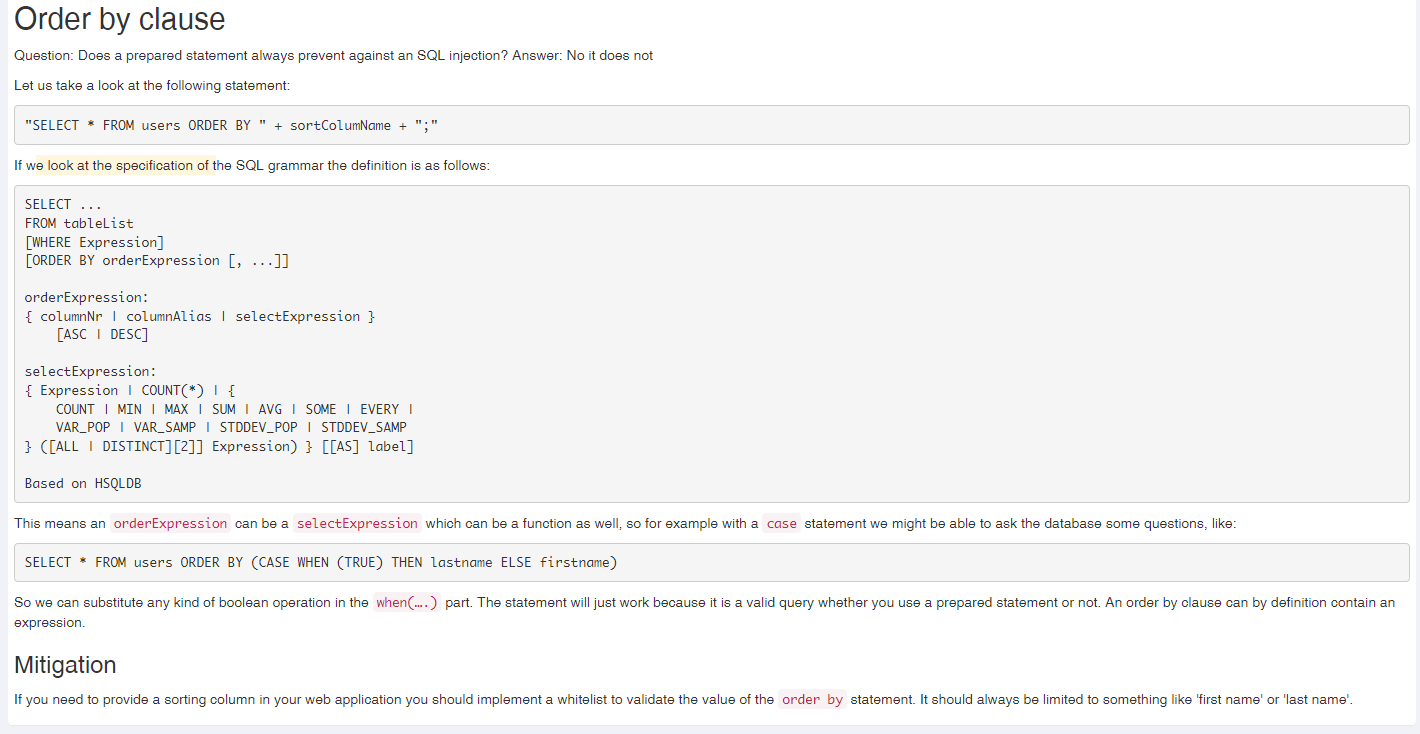 Order by clause
Question: Does a prepared statement always prevent against an SQL injection? Answer: No it does not
Let us take a look at the following statement:
"SELECT * FROM users ORDER BY " + sortColumName + ";"
If we look at the specification of the SQL grammar the definition is as follows:
SELECT ...
FROM tableList
[WHERE Expression]
[ORDER BY orderExpression [, ...]]
orderExpression:
{ columnNr | columnAlias | selectExpression }
    [ASC | DESC]
selectExpression:
{ Expression | COUNT(*) | {
    COUNT | MIN | MAX | SUM | AVG | SOME | EVERY |
    VAR_POP | VAR_SAMP | STDDEV_POP | STDDEV_SAMP
} ([ALL | DISTINCT][2]] Expression) } [[AS] label]
Based on HSQLDB
This means an orderExpression can be a selectExpression which can be a function as well, so for example with a case statement we might be able to ask the database some questions, like:
SELECT * FROM users ORDER BY (CASE WHEN (TRUE) THEN lastname ELSE firstname)
So we can substitute any kind of boolean operation in the when(….) part. The statement will just work because it is a valid query whether you use a prepared statement or not. An order by clause can by definition contain an
expression.
Mitigation
If you need to provide a sorting column in your web application you should implement a whitelist to validate the value of the order by statement. It should always be limited to something like 'first name' or 'last name'.